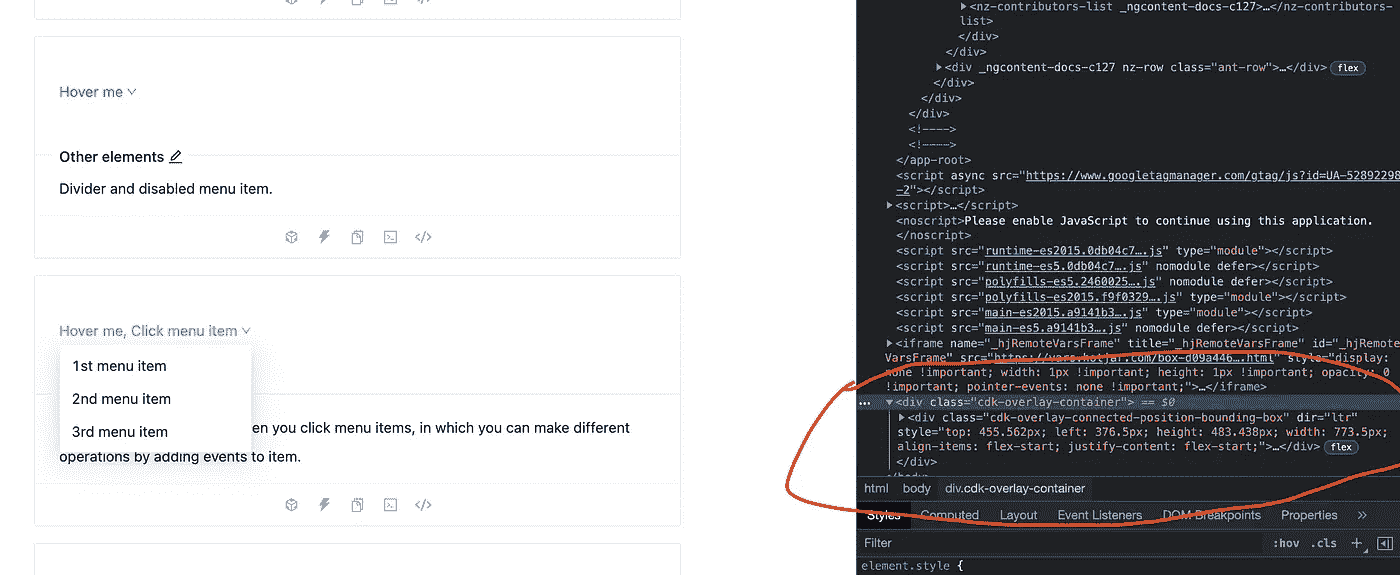 Hover me
Other elements
Divider and disabled menu item.
Hover me, Click menu item
1st menu item
2nd menu item
3rd menu item
en you click menu items, in which you can make different
operations by adding events to item.
▶<nz-contributors-list _ngcontent-docs-c127>…</nz-contributors-
list>
</div>
</div>
▶<div _ngcontent-docs-c127 nz-row class="ant-row">…</div> flex
</div>
</div>
</div>
<!---->
<!---->
</app-root>
<script async src="https://www.googletagmanager.com/gtag/js?id=UA-52892298
-2"></script>
▶<script>…</script>
<noscript>Please enable JavaScript to continue using this application.
</noscript>
<script src="runtime-es2015.0db04c7….js" type="module"></script>
<script src="runtime-es5.0db04c7….js" nomodule defer></script>
<script src="polyfills-es5.2460025….js" nomodule defer></script>
<script src="polyfills-es2015.f9f0329….js" type="module"></script>
<script src="main-es2015.a9141b3….js" type="module"></script>
<script src="main-es5.a9141b3….js" nomodule defer></script>
▶<iframe name="_hjRemoteVarsFrame" title="_hjRemoteVarsFrame" id="_hjRemote
VarsFrame" src="https://vars.hotjar.com/box-d09a446….html" style="display:
none !important; width: 1px !important; height: 1px !important; opacity: 0
!important; pointer-events: none !important;">…</iframe>
… ▼<div class="cdk-overlay-container"> == $0
▶<div class="cdk-overlay-connected-position-bounding-box" dir="ltr"
style="top: 455.562px; left: 376.5px; height: 483.438px; width: 773.5px;
align-items: flex-start; justify-content: flex-start;">…</div> flex
</div>
html body div.cdk-overlay-container
Styles Computed Layout Event Listeners DOM Breakpoints Properties »
Filter :hov .cls +
element.style {